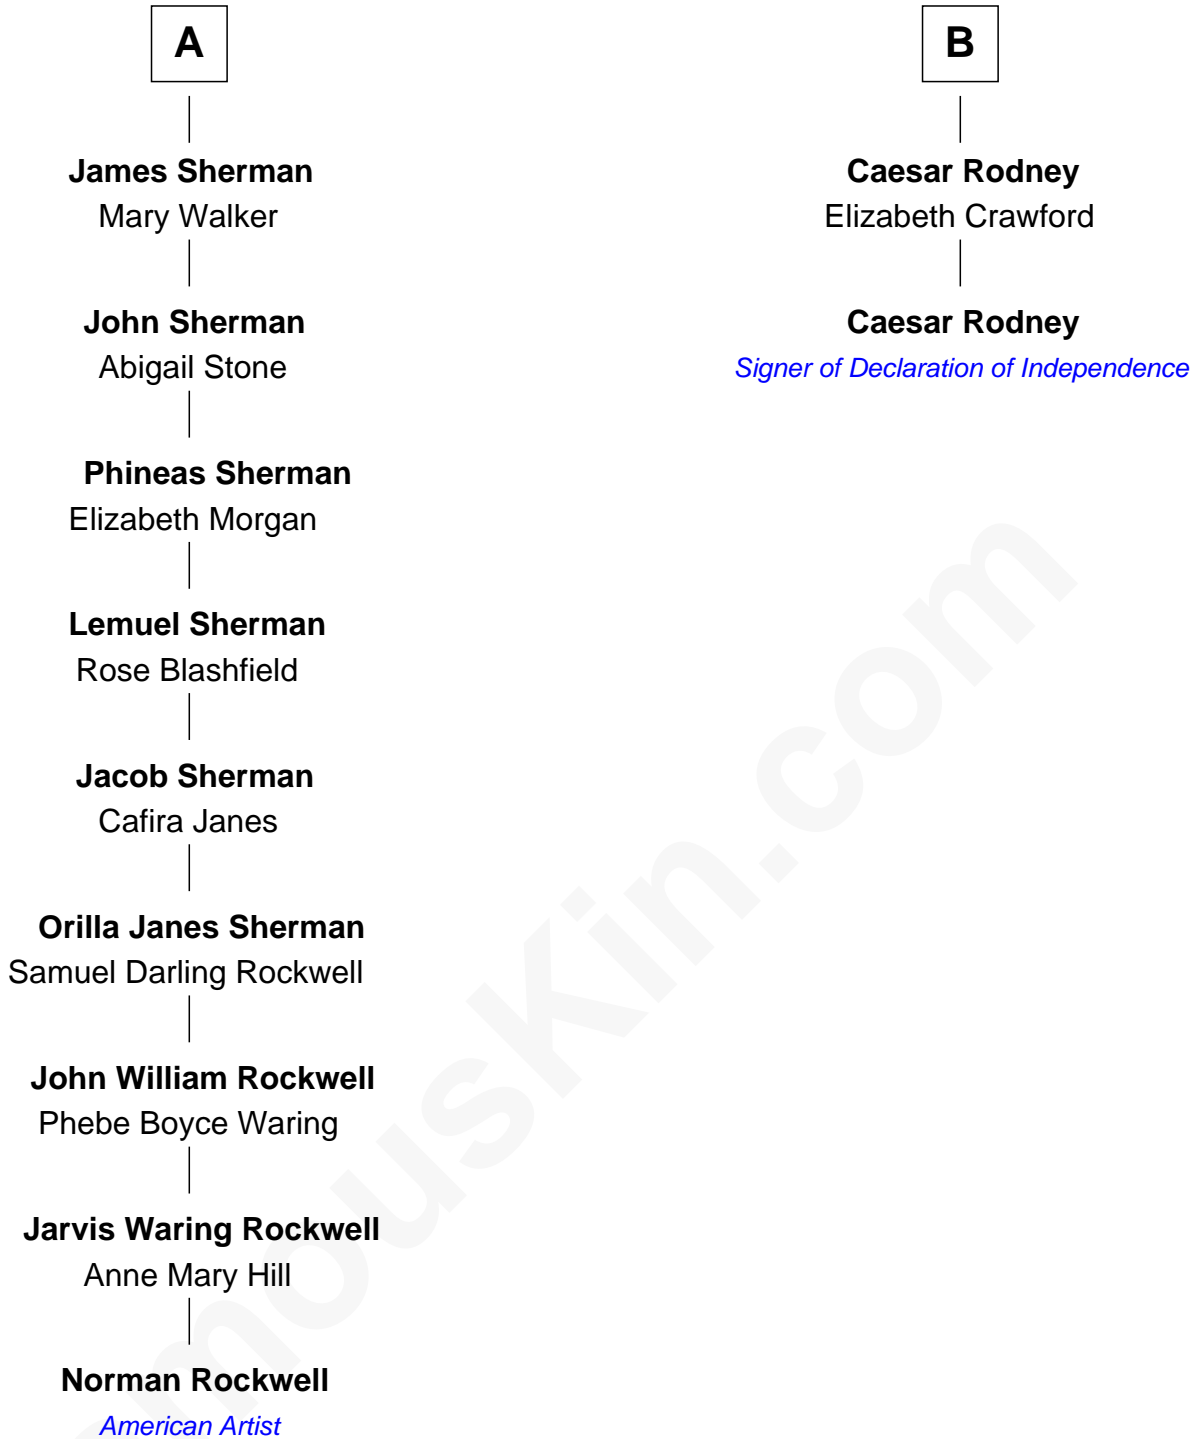 A
James Sherman
Mary Walker
John Sherman
Abigail Stone
Phineas Sherman
Elizabeth Morgan
Lemuel Sherman
Rose Blashfield
Jacob Sherman
Cafira Janes
Orilla Janes Sherman
Samuel Darling Rockwell
John William Rockwell
Phebe Boyce Waring
Jarvis Waring Rockwell
Anne Mary Hill
Norman Rockwell
American Artist
B
Caesar Rodney
Elizabeth Crawford
Caesar Rodney
Signer of Declaration of Independence
mouskin.com